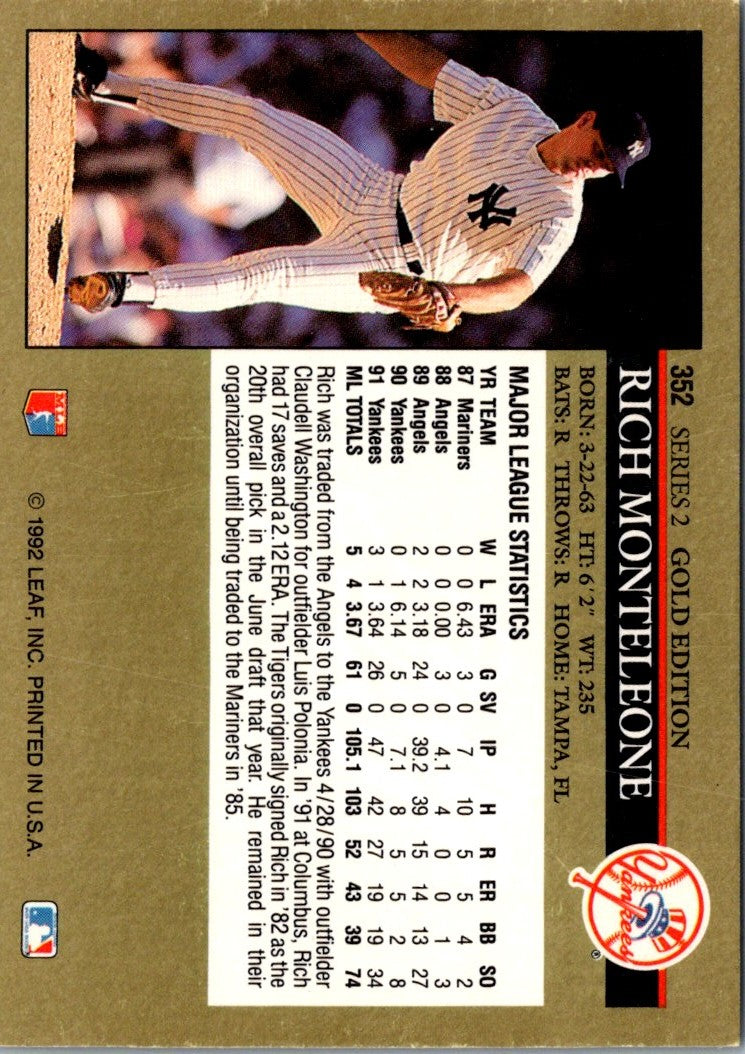 352 SERIES 2 GOLD EDITION
RICH MONTELEONE
BORN: 3-22-63 HT: 6'2" WT: 235
BATS: R THROWS: R HOME: TAMPA, FL
Yankees
®
NY
NY
MAJOR LEAGUE STATISTICS
YR TEAM W L ERA G SV IP H R ER BB SO
87 Mariners 0 0 6.43 3 0 7 10 5 5 4 2
88 Angels 0 0 0.00 3 0 4.1 4 0 0 1 3
89 Angels 2 2 3.18 24 0 39.2 39 15 14 13 27
90 Yankees 0 1 6.14 5 0 7.1 8 5 5 2 8
91 Yankees 3 1 3.64 26 0 47 42 27 19 19 34
ML TOTALS 5 4 3.67 61 0 105.1 103 52 43 39 74
Rich was traded from the Angels to the Yankees 4/28/90 with outfielder
Claudell Washington for outfielder Luis Polonia. In '91 at Columbus, Rich
had 17 saves and a 2.12 ERA. The Tigers originally signed Rich in '82 as the
20th overall pick in the June draft that year. He remained in their
organization until being traded to the Mariners in '85.
© 1992 LEAF, INC. PRINTED IN U.S.A.